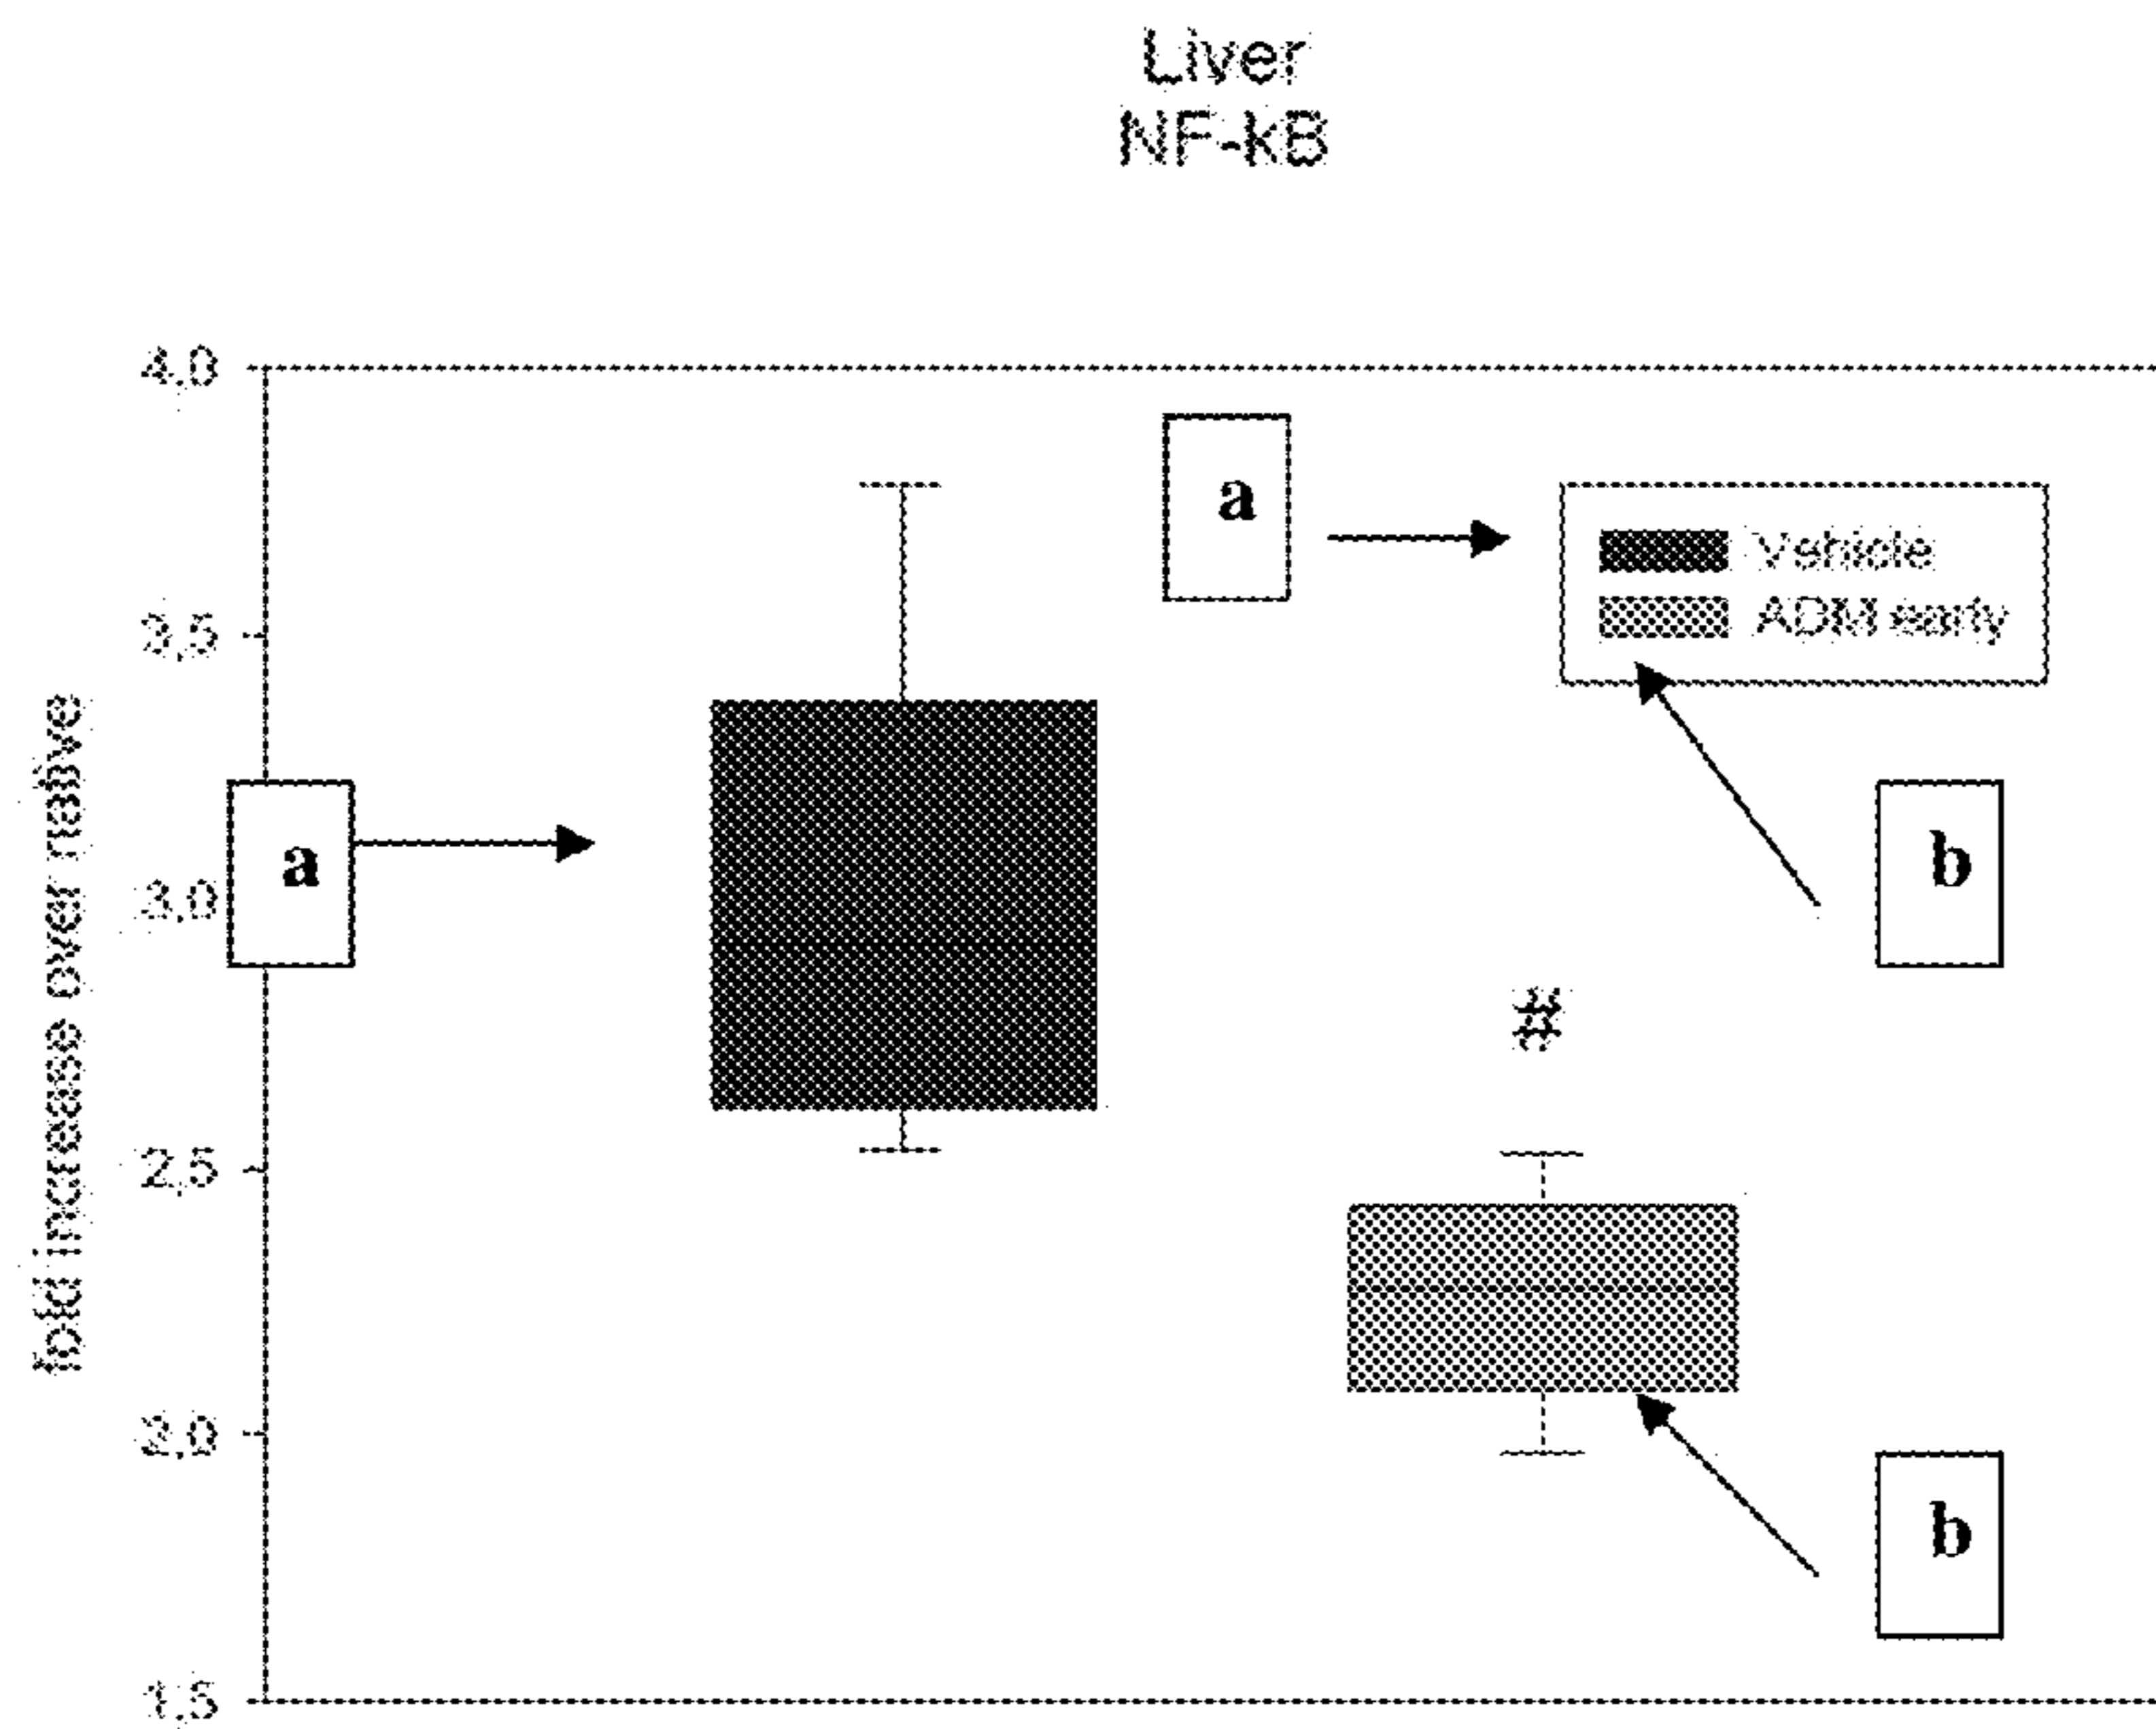 Liver
NF-kB
4,0
a
Vehicle
3,5
ADM early
fold increase over naive
a
b
3,0
#
2,5
2,0
b
1,5